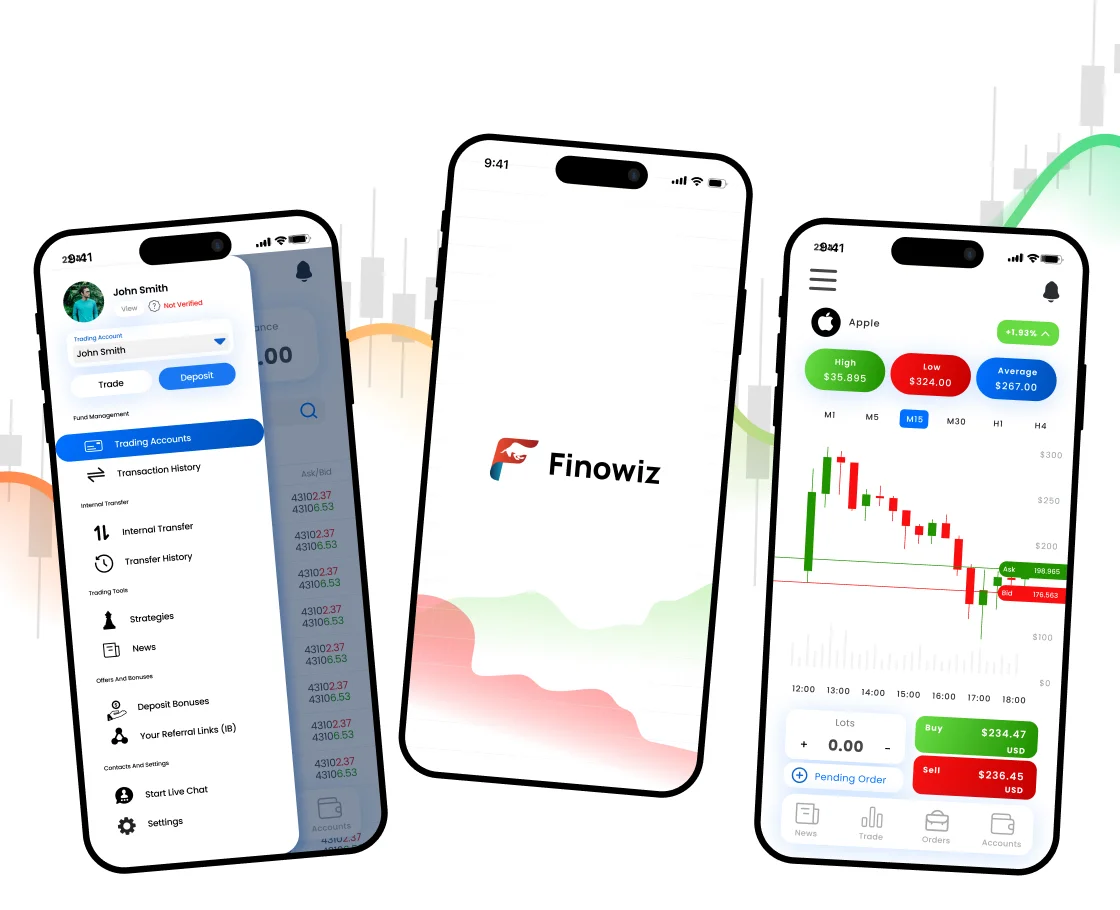 9:41
John Smith
View
? Not Verified
Trading Account
John Smith
Trade
Deposit
Fund Management
Trading Accounts
Transaction History
Internal Transfer
Internal Transfer
Transfer History
Trading Tools
Strategies
News
Offers And Bonuses
Deposit Bonuses
Your Referral Links (IB)
Contacts And Settings
Start Live Chat
Settings
ance
.00
Ask/Bid
43102.37
43106.53
43102.37
43106.53
43102.37
43106.53
43102.37
43106.53
43102.37
43106.53
43102.37
43106.53
43102.37
43106.53
43102.37
43106.53
Accounts
43102.37
9:41
Finowiz
9:41
Apple
+1.93%
High
$35.895
Low
$324.00
Average
$267.00
M1 M5 M15 M30 H1 H4
$300
$250
$200
Ask 198.965
Bid 176.563
$100
$0
12:00 13:00 14:00 15:00 16:00 17:00 18:00
Lots
+ 0.00 -
Pending Order
Buy
$234.47
USD
Sell
$236.45
USD
News
Trade
Orders
Accounts